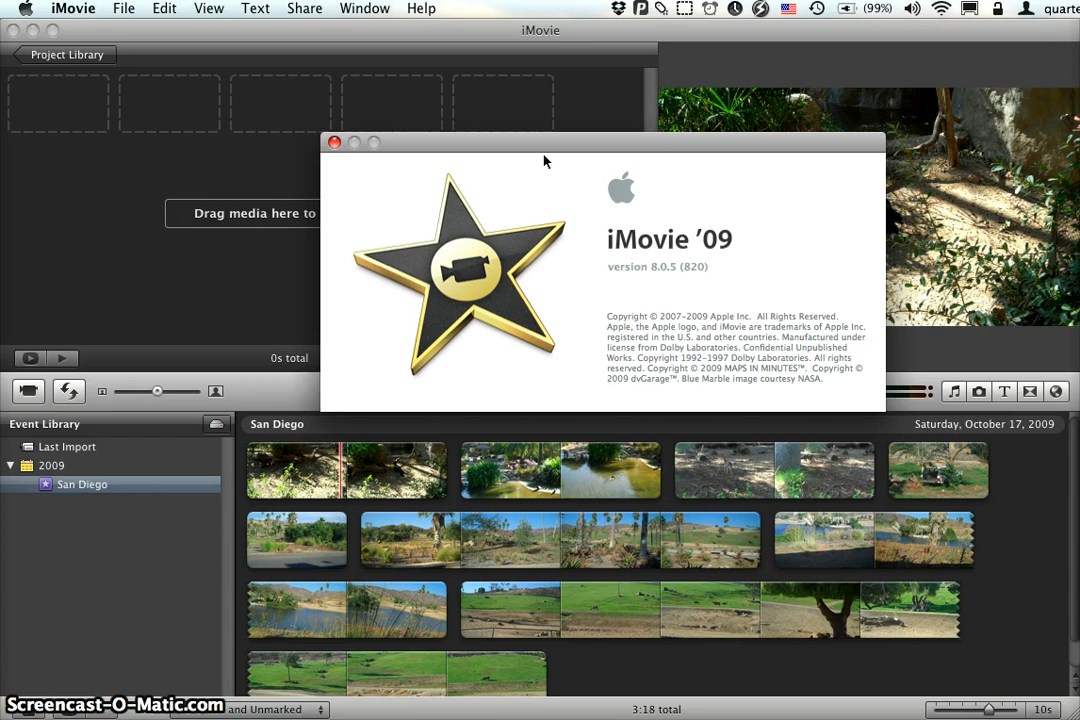 iMovie File Edit View Text Share Window Help (99%) quarte
iMovie
Project Library
Drag media here to
iMovie '09
version 8.0.5 (820)
Copyright © 2007-2009 Apple Inc. All Rights Reserved.
Apple, the Apple logo, and iMovie are trademarks of Apple Inc.
registered in the U.S. and other countries. Manufactured under
license from Dolby Laboratories. Confidential Unpublished
Works. Copyright 1992-1997 Dolby Laboratories. All rights
reserved. Copyright © 2009 MAPS IN MINUTES™. Copyright ©
2009 dvGarage™. Blue Marble image courtesy NASA.
0s total
Event Library
San Diego
Saturday, October 17, 2009
Last Import
2009
San Diego
Screencast-O-Matic.com
and Unmarked
3:18 total
10s